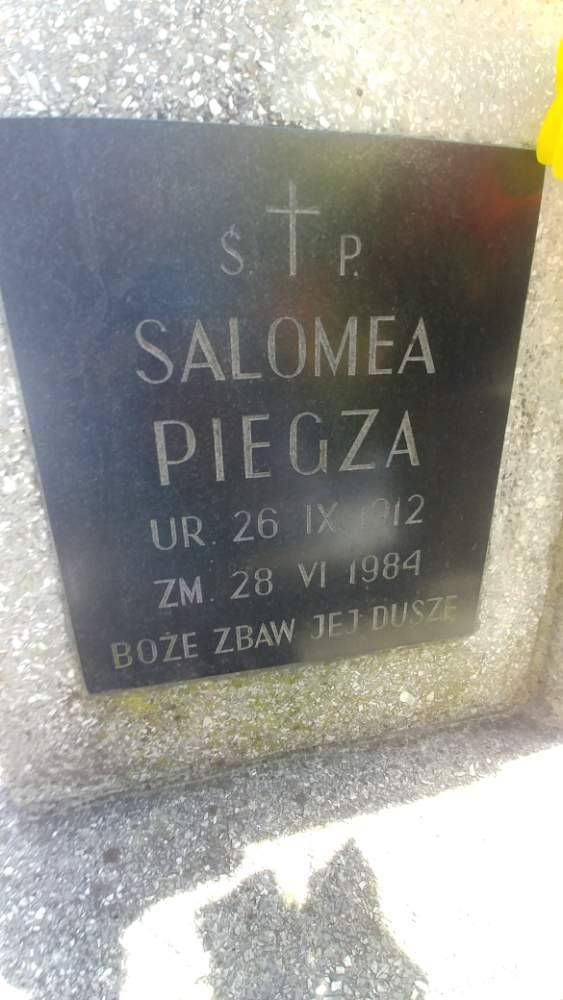 Ś. P.
SALOMEA
PIEGZA
UR. 26 IX 1912
ZM. 28 VI 1984
BOŻE ZBAW JEJ DUSZĘ